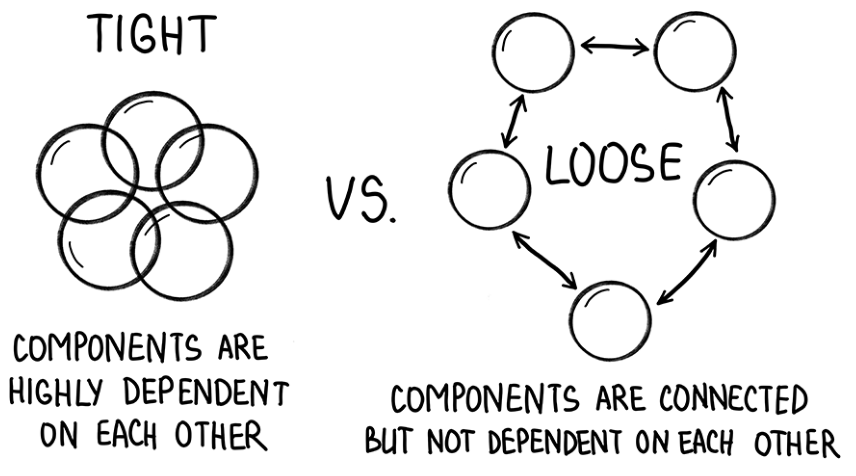 TIGHT
COMPONENTS ARE
HIGHLY DEPENDENT
ON EACH OTHER
VS.
LOOSE
COMPONENTS ARE CONNECTED
BUT NOT DEPENDENT ON EACH OTHER